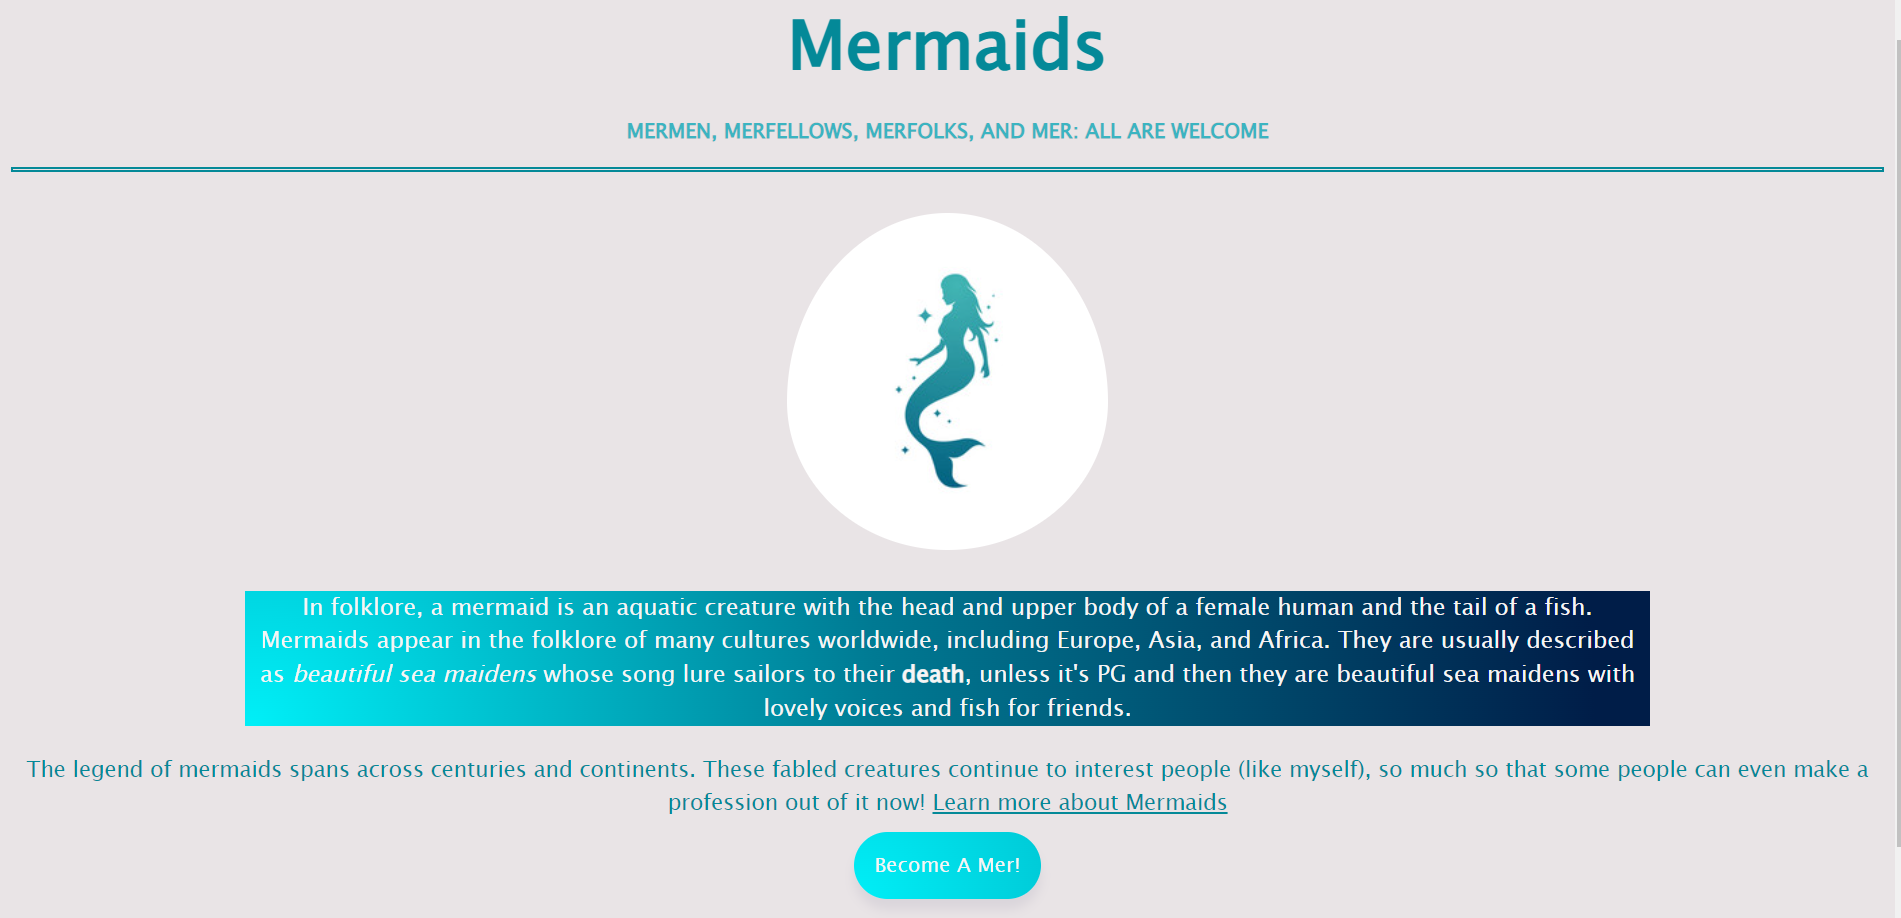 Mermaids
MERMEN, MERFELLOWS, MERFOLKS, AND MER: ALL ARE WELCOME
In folklore, a mermaid is an aquatic creature with the head and upper body of a female human and the tail of a fish.
Mermaids appear in the folklore of many cultures worldwide, including Europe, Asia, and Africa. They are usually described
as beautiful sea maidens whose song lure sailors to their death, unless it's PG and then they are beautiful sea maidens with
lovely voices and fish for friends.
The legend of mermaids spans across centuries and continents. These fabled creatures continue to interest people (like myself), so much so that some people can even make a
profession out of it now! Learn more about Mermaids
Become A Mer!